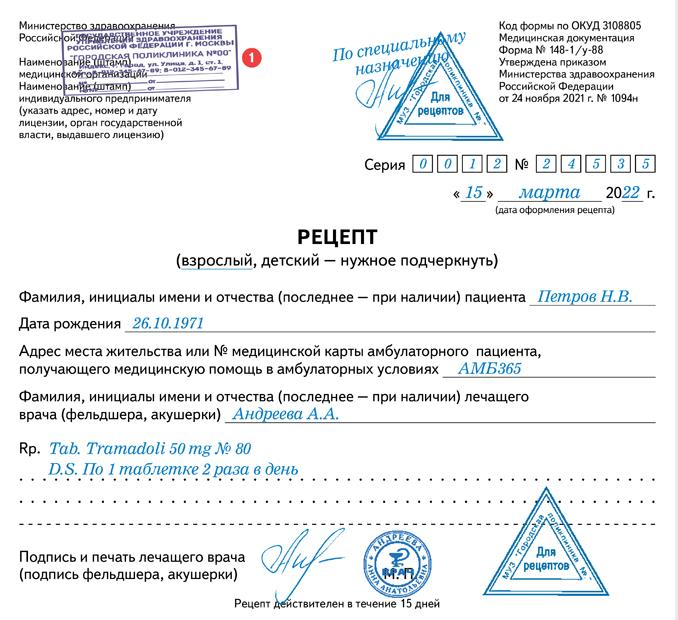 Министерство здравоохранения
Российской Федерации
ГОСУДАРСТВЕННОЕ УЧРЕЖДЕНИЕ
УПРАВЛЕНИЯ ЗДРАВООХРАНЕНИЯ
РОССИЙСКОЙ ФЕДЕРАЦИИ Г. МОСКВЫ
"ГОРОДСКАЯ ПОЛИКЛИНИКА №00"
Индекс, город, ул. Улица, д. 1, ст. 1,
8-012-345-67-89; 8-012-345-67-89
1
Наименование (штамп)
медицинской организации
Наименование (штамп)
индивидуального предпринимателя
(указать адрес, номер и дату
лицензии, орган государственной
власти, выдавшего лицензию)
По специальному
назначению
МУЗ "Городская поликлиника №"
Для
рецептов
Код формы по ОКУД 3108805
Медицинская документация
Форма № 148-1/у-88
Утверждена приказом
Министерства здравоохранения
Российской Федерации
от 24 ноября 2021 г. № 1094н
Серия 0 0 1 2 № 2 4 5 3 5
« 15 » марта 2022 г.
(дата оформления рецепта)
РЕЦЕПТ
(взрослый, детский — нужное подчеркнуть)
Фамилия, инициалы имени и отчества (последнее — при наличии) пациента Петров Н.В.
Дата рождения 26.10.1971
Адрес места жительства или № медицинской карты амбулаторного пациента,
получающего медицинскую помощь в амбулаторных условиях АМБ365
Фамилия, инициалы имени и отчества (последнее — при наличии) лечащего
врача (фельдшера, акушерки) Андреева А.А.
Rp. Tab. Tramadoli 50 mg № 80
D.S. По 1 таблетке 2 раза в день
Подпись и печать лечащего врача
(подпись фельдшера, акушерки)
АНДРЕЕВА
АННА АНАТОЛЬЕВНА
М.П.
МУЗ "Городская поликлиника №"
Для
рецептов
Рецепт действителен в течение 15 дней